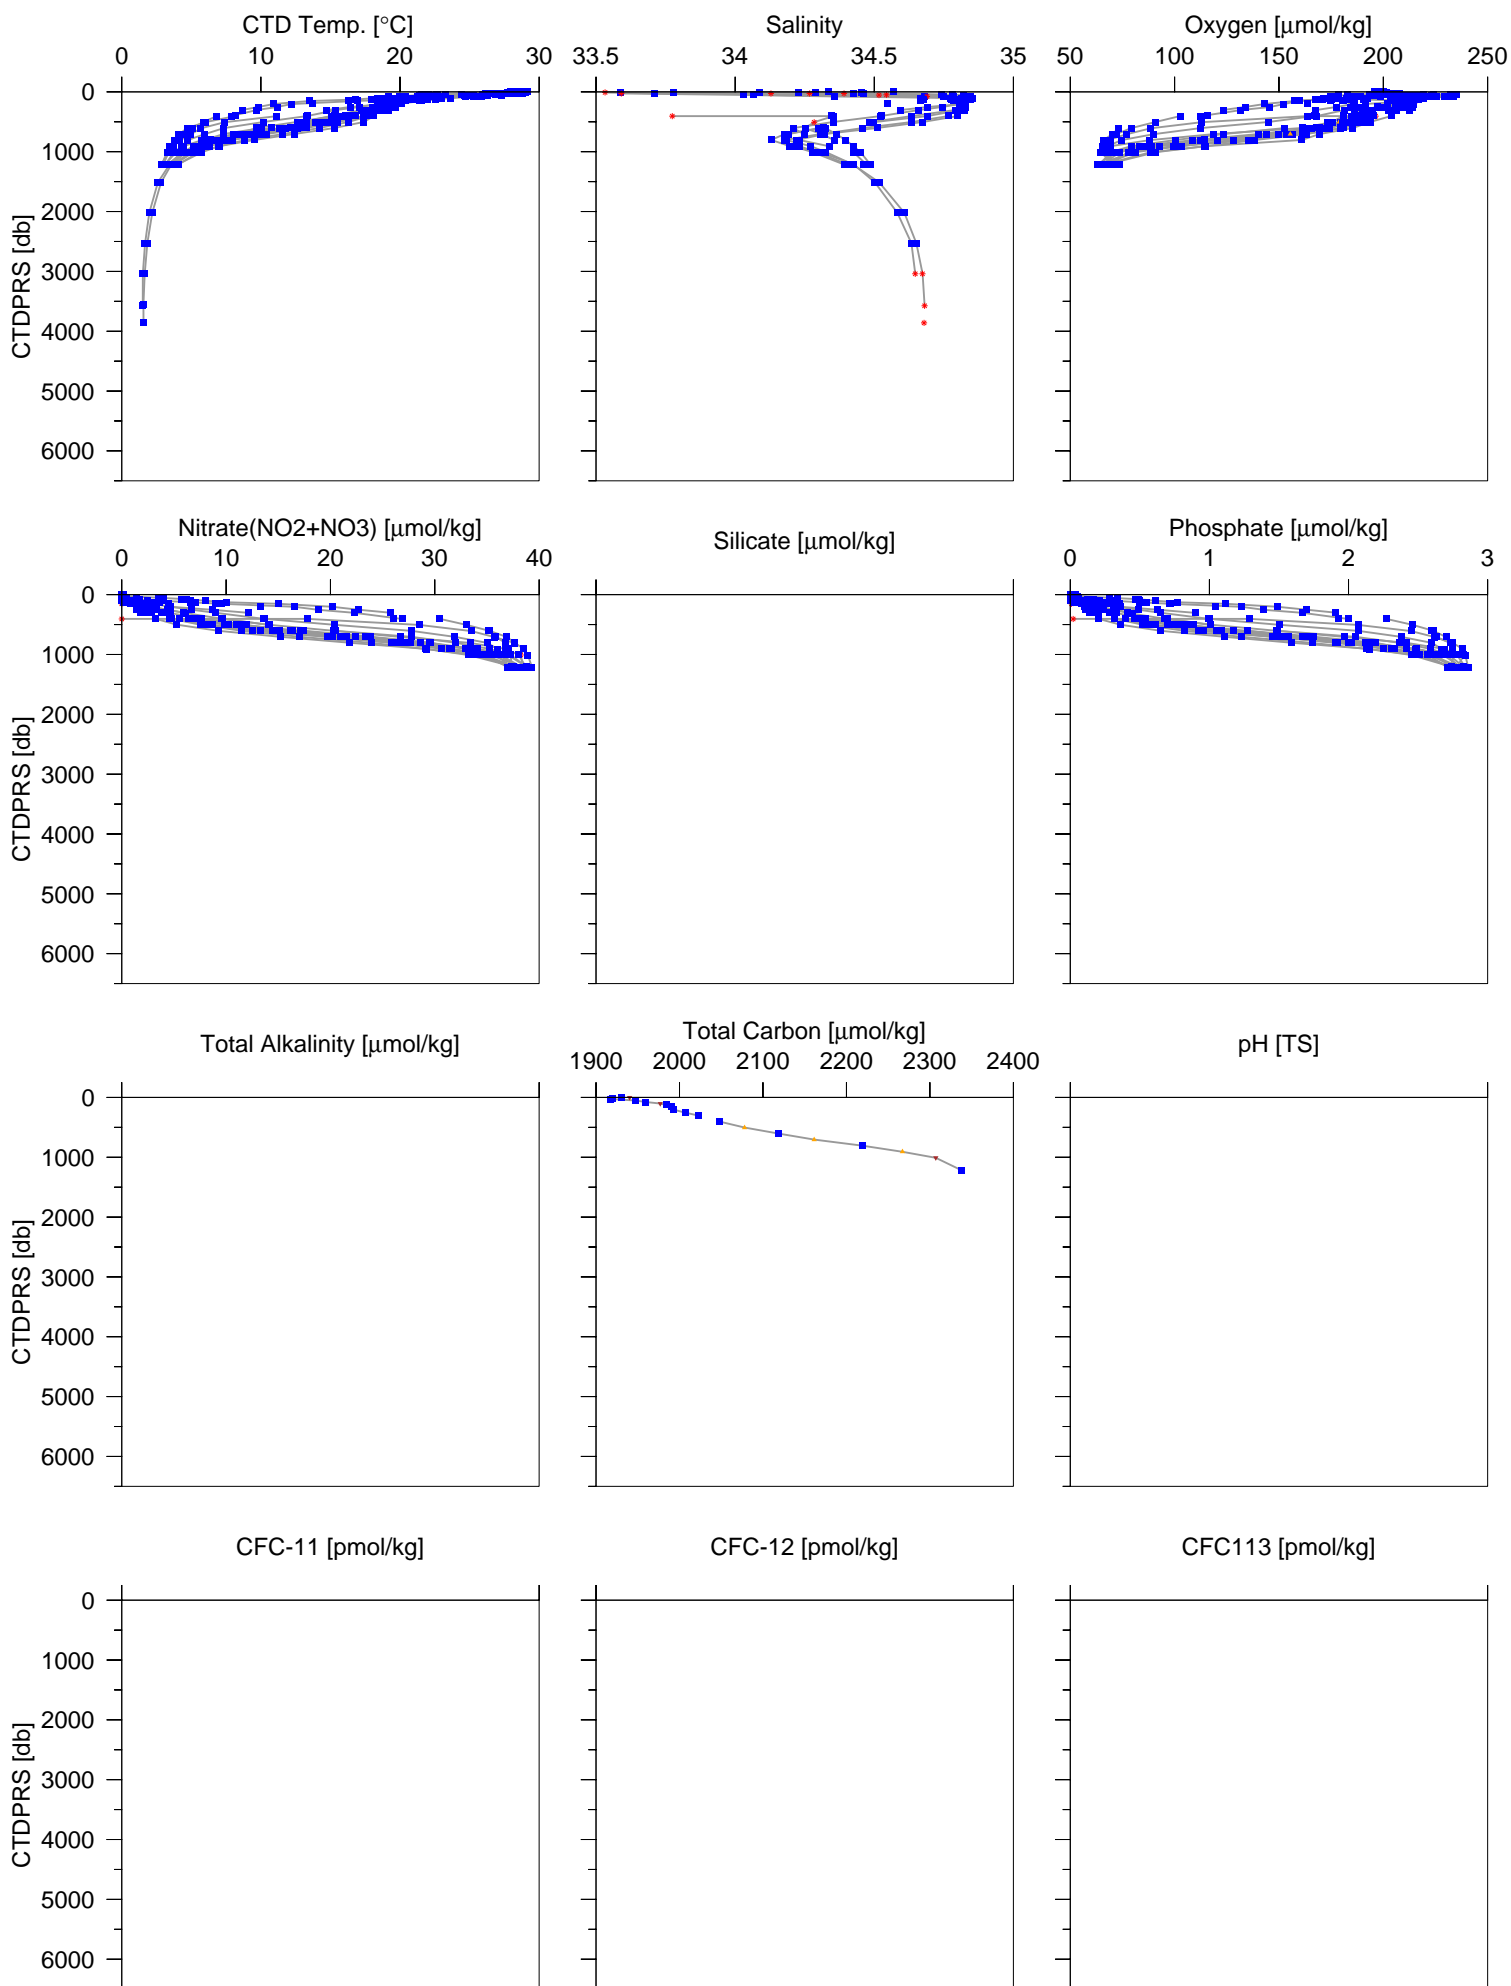 CTD Temp. [°C] Salinity Oxygen [μmol/kg]
0 10 20 30 33.5 34 34.5 35 50 100 150 200 250
0
1000
2000
3000
4000
5000
6000
CTDPRS [db]
Nitrate(NO2+NO3) [μmol/kg] Silicate [μmol/kg] Phosphate [μmol/kg]
0 10 20 30 40 0 1 2 3
0
1000
2000
3000
4000
5000
6000
CTDPRS [db]
Total Alkalinity [μmol/kg] Total Carbon [μmol/kg] pH [TS]
1900 2000 2100 2200 2300 2400
0
1000
2000
3000
4000
5000
6000
CTDPRS [db]
CFC-11 [pmol/kg] CFC-12 [pmol/kg] CFC113 [pmol/kg]
0
1000
2000
3000
4000
5000
6000
CTDPRS [db]